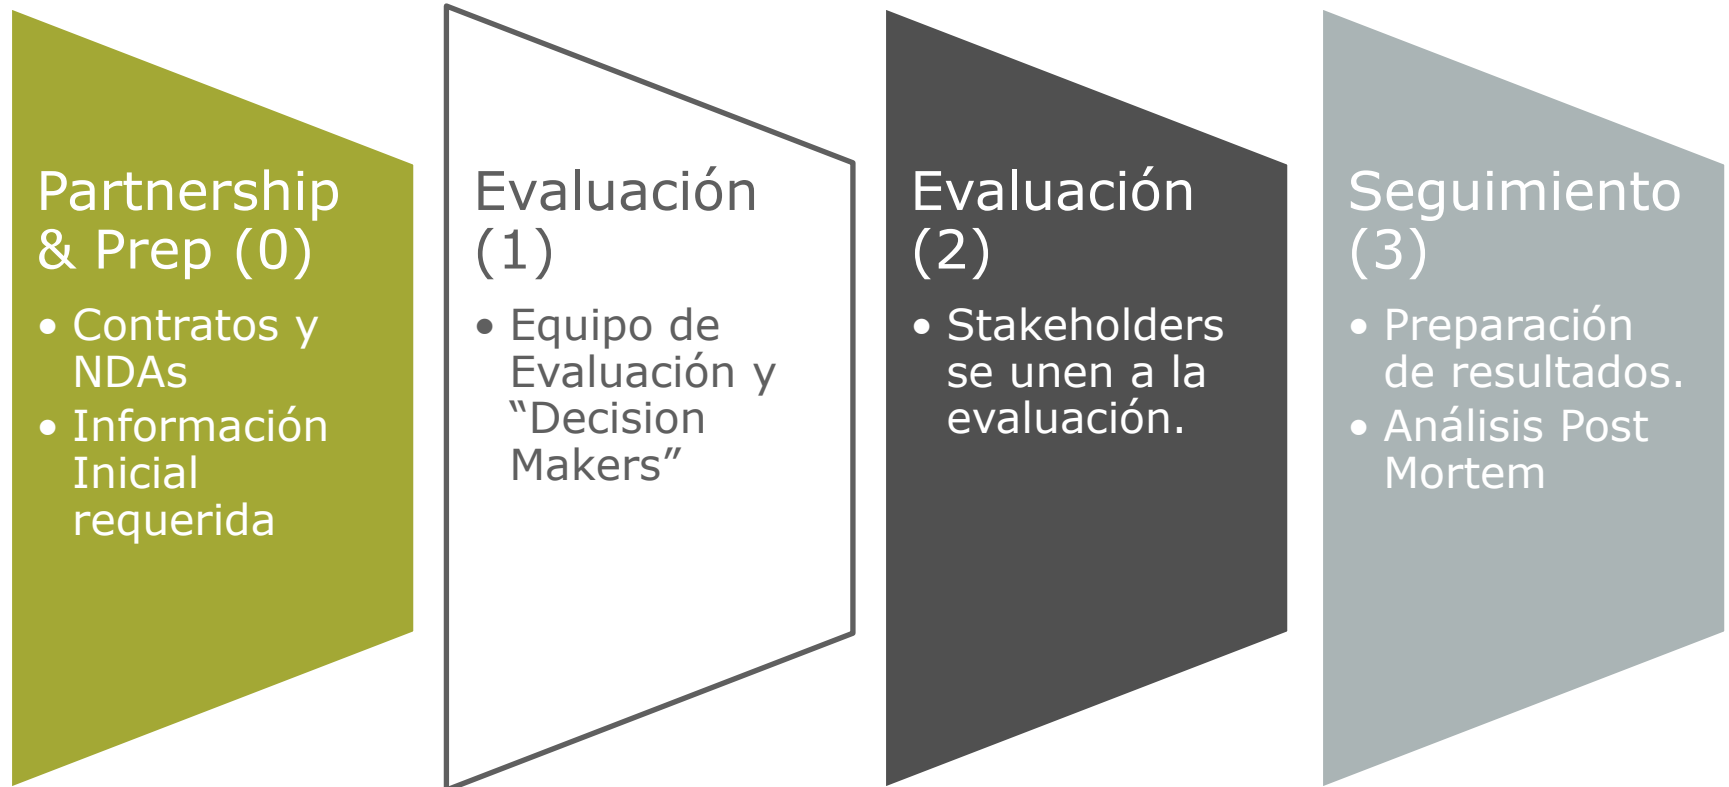 Partnership
& Prep (0)
• Contratos y
NDAs
• Información
Inicial
requerida
Evaluación
(1)
• Equipo de
Evaluación y
“Decision
Makers”
Evaluación
(2)
• Stakeholders
se unen a la
evaluación.
Seguimiento
(3)
• Preparación
de resultados.
• Análisis Post
Mortem